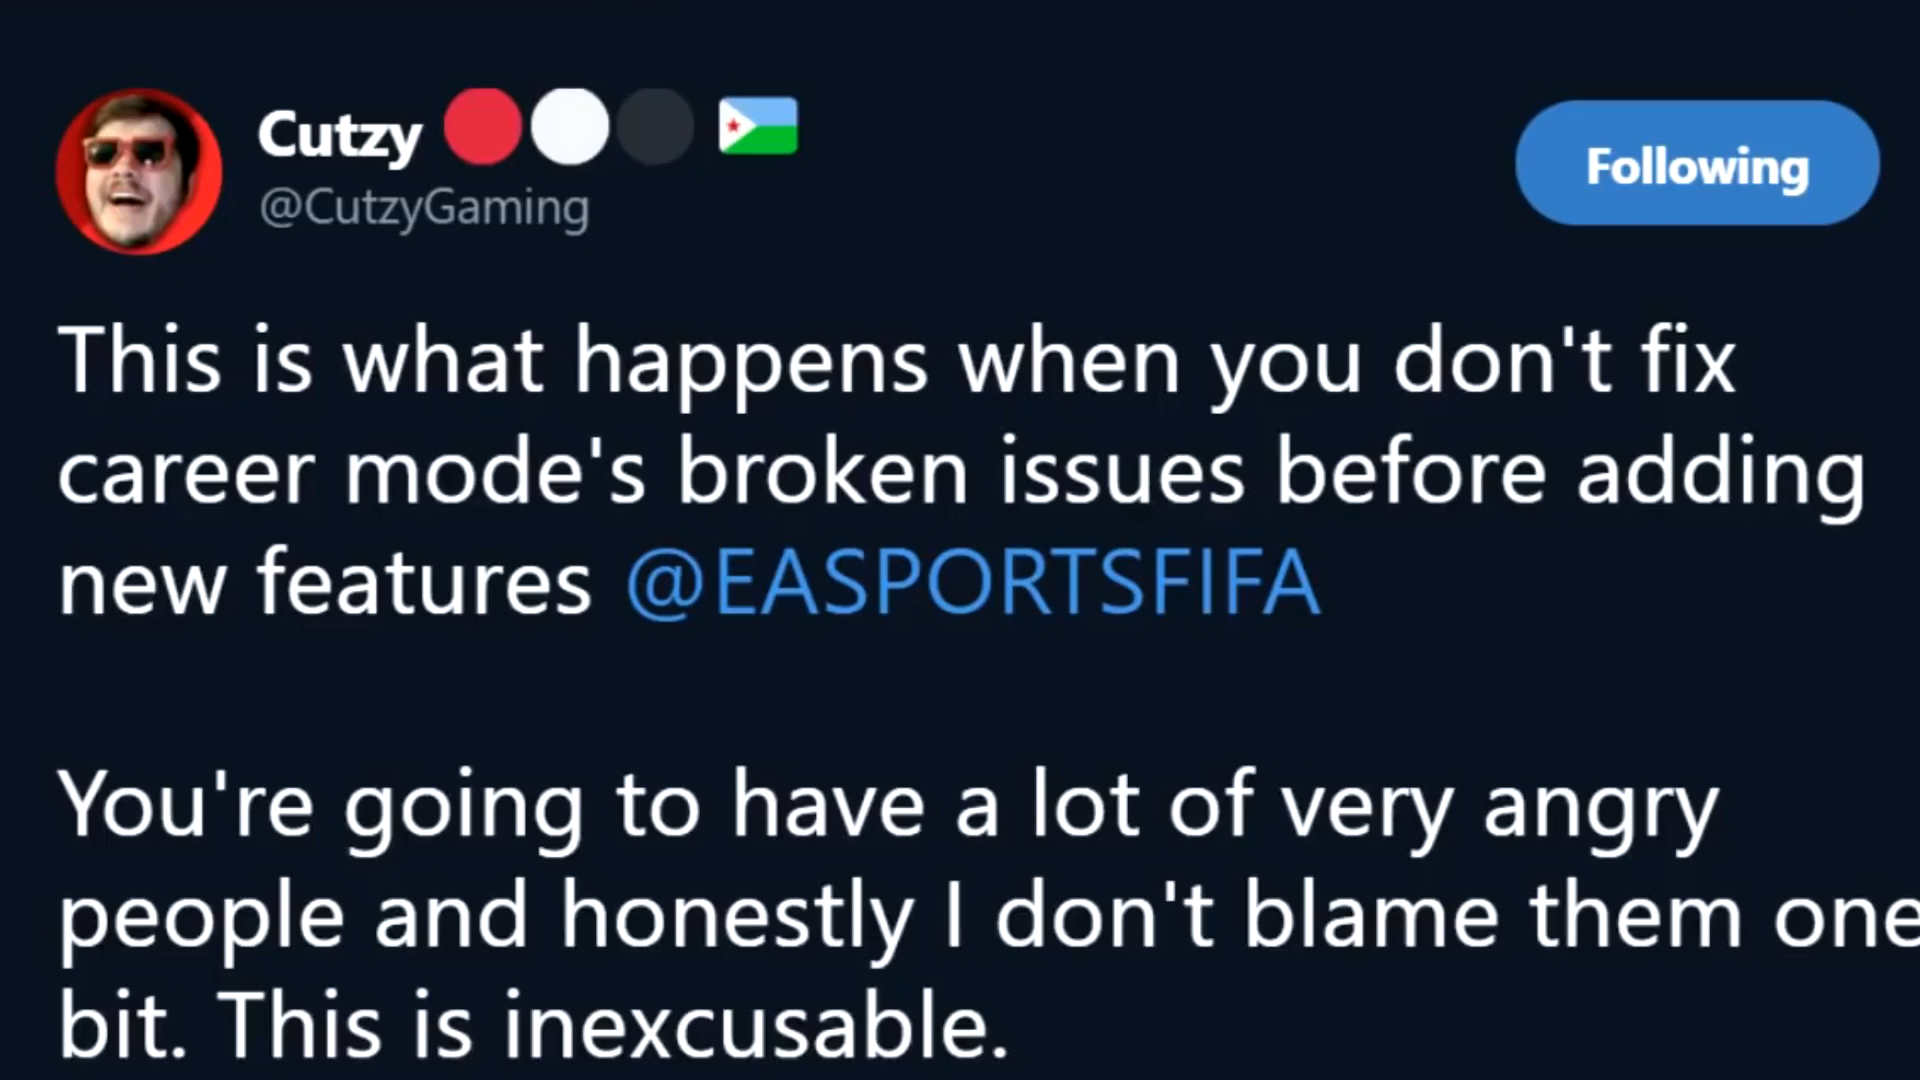 Cutzy
@CutzyGaming
Following
This is what happens when you don't fix
career mode's broken issues before adding
new features @EASPORTSFIFA
You're going to have a lot of very angry
people and honestly I don't blame them one
bit. This is inexcusable.